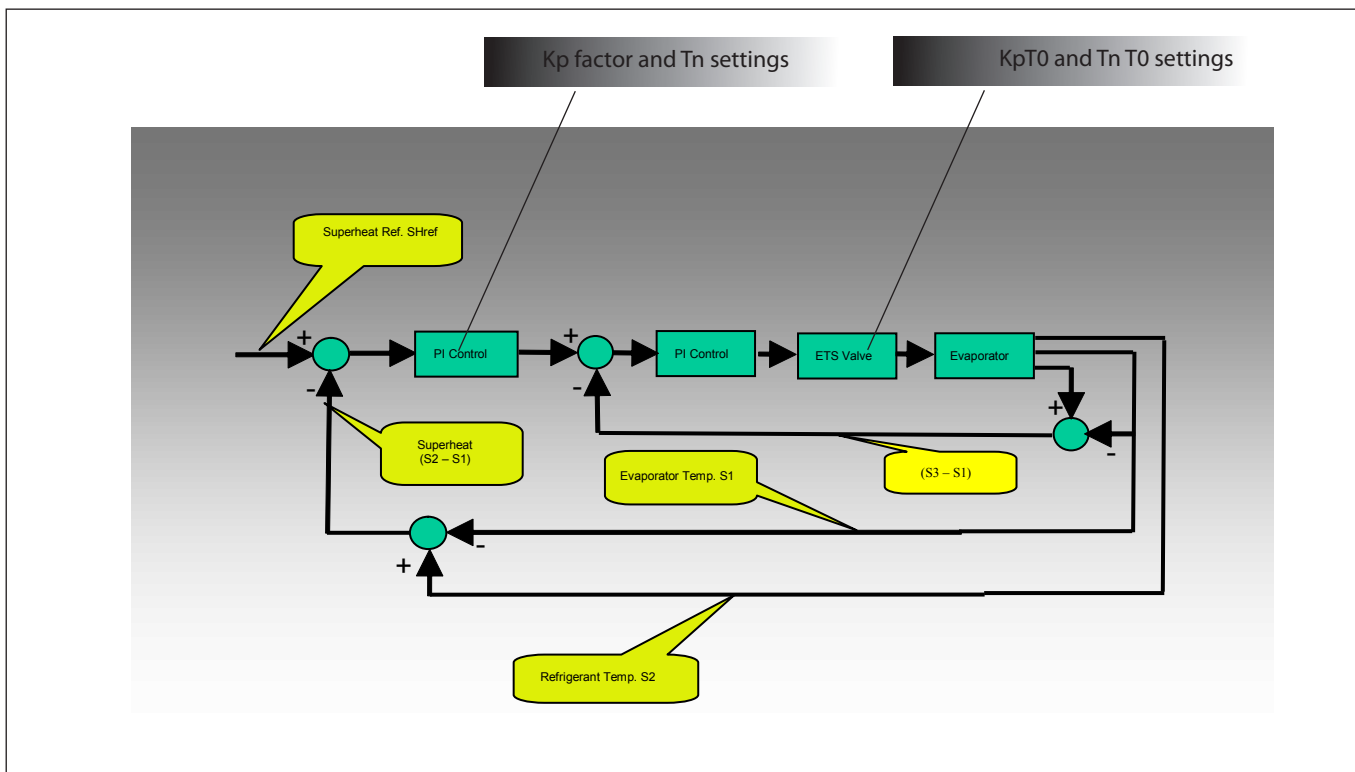 Kp factor and Tn settings
KpT0 and Tn T0 settings
Superheat Ref. SHref
+
PI Control
+
PI Control
ETS Valve
Evaporator
-
-
+
-
Superheat
(S2 – S1)
Evaporator Temp. S1
(S3 – S1)
-
+
Refrigerant Temp. S2